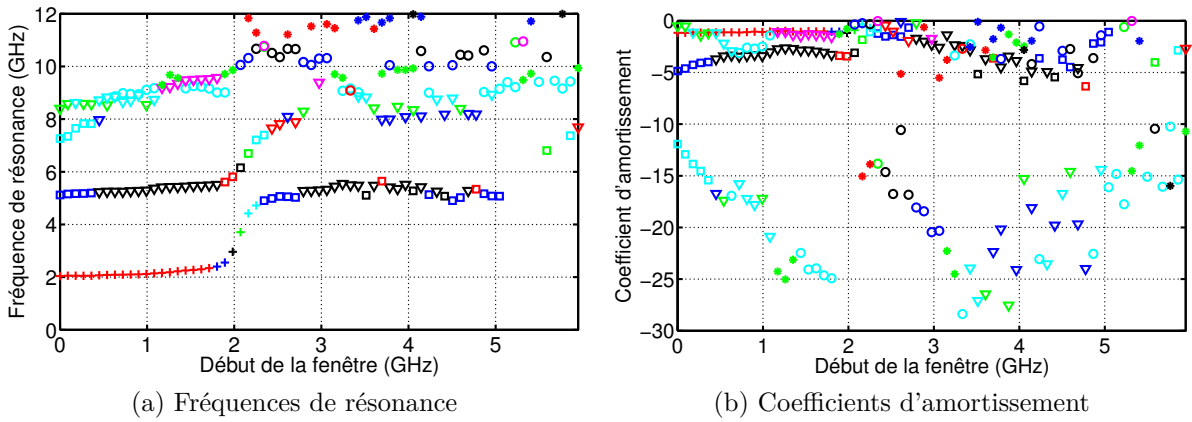 12
10
8
6
4
2
0
Fréquence de résonance (GHz)
0 1 2 3 4 5
Début de la fenêtre (GHz)
(a) Fréquences de résonance
0
−5
−10
−15
−20
−25
−30
Coefficient d'amortissement
0 1 2 3 4 5
Début de la fenêtre (GHz)
(b) Coefficients d'amortissement